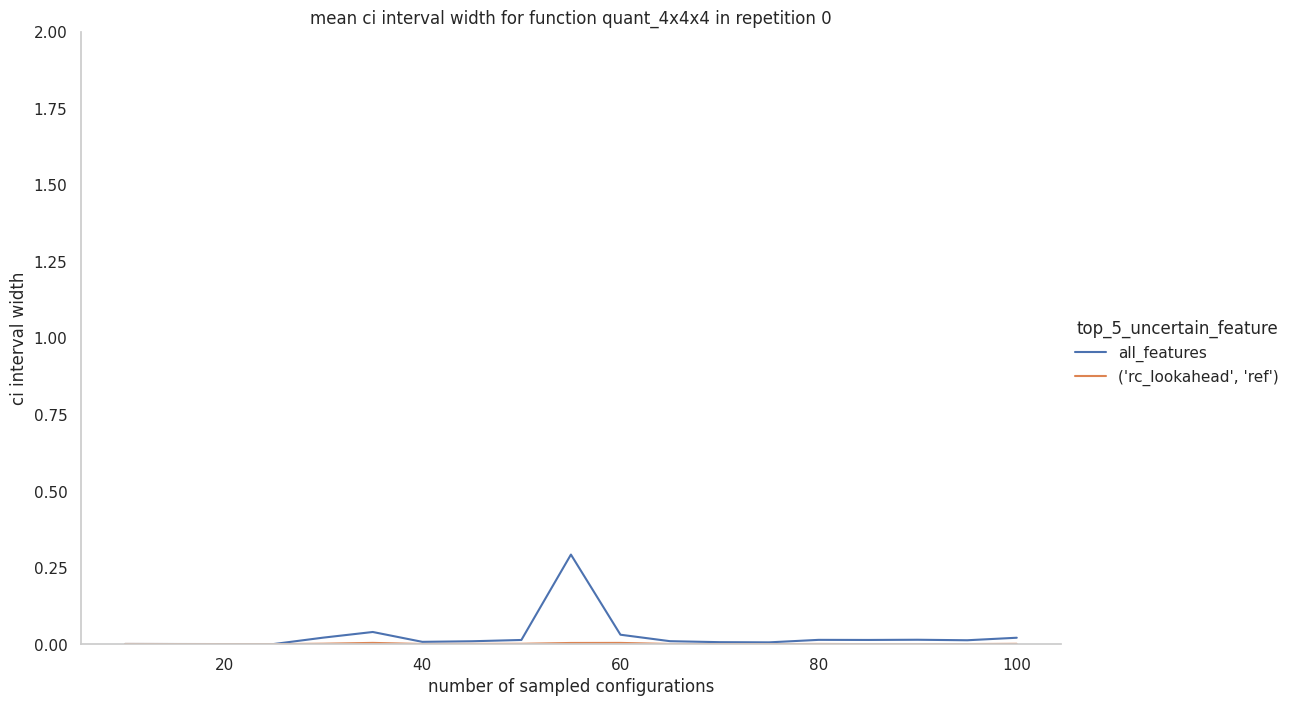 mean ci interval width for function quant_4x4x4 in repetition 0
2.00
1.75
1.50
1.25
1.00
0.75
0.50
0.25
0.00
ci interval width
20 40 60 80 100
number of sampled configurations
top_5_uncertain_feature
all_features
('rc_lookahead', 'ref')